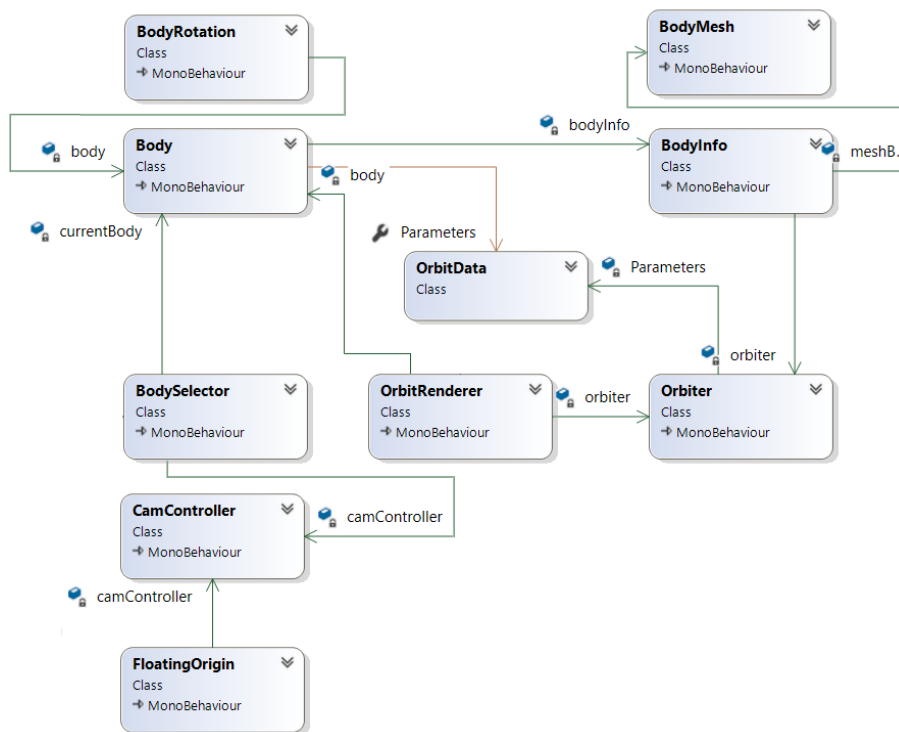 BodyRotation
Class
MonoBehaviour
BodyMesh
Class
MonoBehaviour
body
Body
Class
MonoBehaviour
bodyInfo
BodyInfo
Class
MonoBehaviour
meshB...
body
currentBody
Parameters
OrbitData
Class
Parameters
orbiter
BodySelector
Class
MonoBehaviour
OrbitRenderer
Class
MonoBehaviour
orbiter
Orbiter
Class
MonoBehaviour
CamController
Class
MonoBehaviour
camController
camController
FloatingOrigin
Class
MonoBehaviour